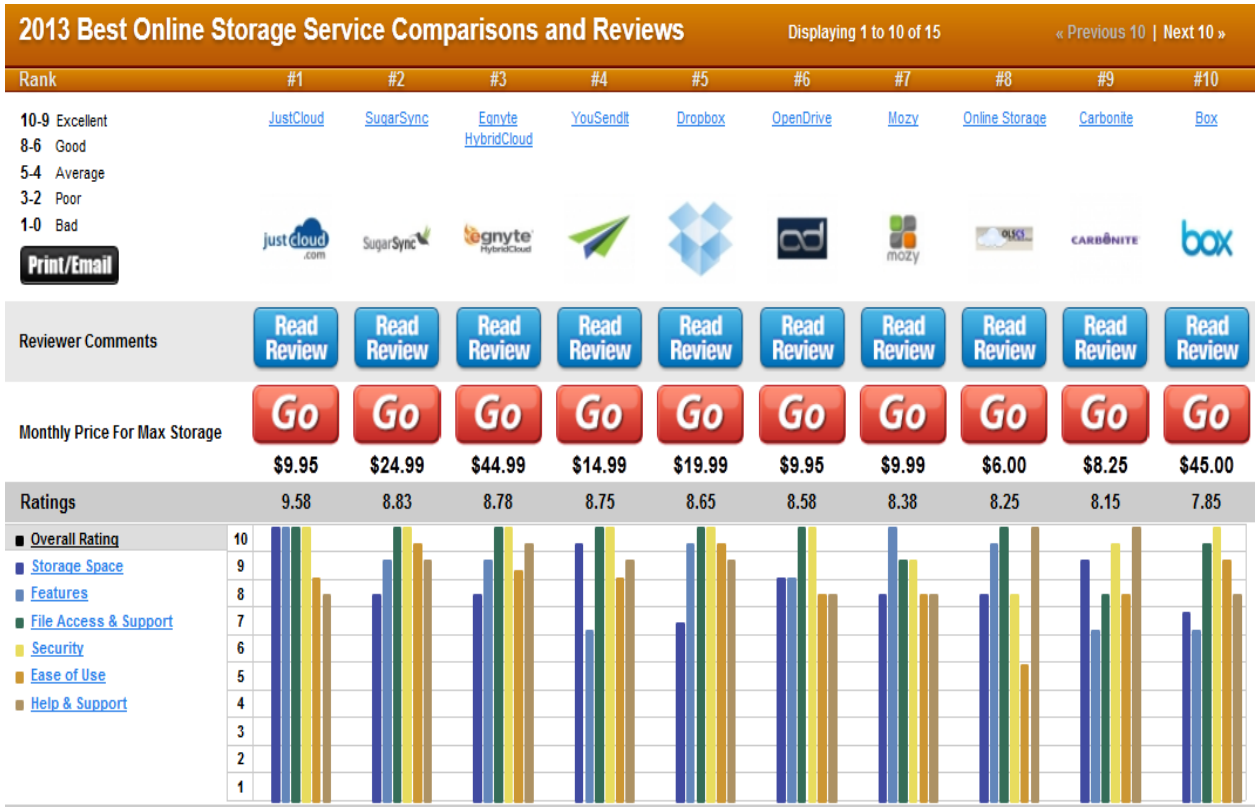 2013 Best Online Storage Service Comparisons and Reviews
Displaying 1 to 10 of 15
« Previous 10 | Next 10 »
Rank #1 #2 #3 #4 #5 #6 #7 #8 #9 #10
10-9 Excellent
8-6 Good
5-4 Average
3-2 Poor
1-0 Bad
Print/Email
JustCloud SugarSync Egnyte HybridCloud YouSendIt Dropbox OpenDrive Mozy Online Storage Carbonite Box
justcloud .com
SugarSync
egnyte HybridCloud
mozy
OLSCS
CARBONITE
box
Reviewer Comments
Read Review Read Review Read Review Read Review Read Review Read Review Read Review Read Review Read Review Read Review
Go Go Go Go Go Go Go Go Go Go
Monthly Price For Max Storage
$9.95 $24.99 $44.99 $14.99 $19.99 $9.95 $9.99 $6.00 $8.25 $45.00
Ratings 9.58 8.83 8.78 8.75 8.65 8.58 8.38 8.25 8.15 7.85
Overall Rating
Storage Space
Features
File Access & Support
Security
Ease of Use
Help & Support
10
9
8
7
6
5
4
3
2
1